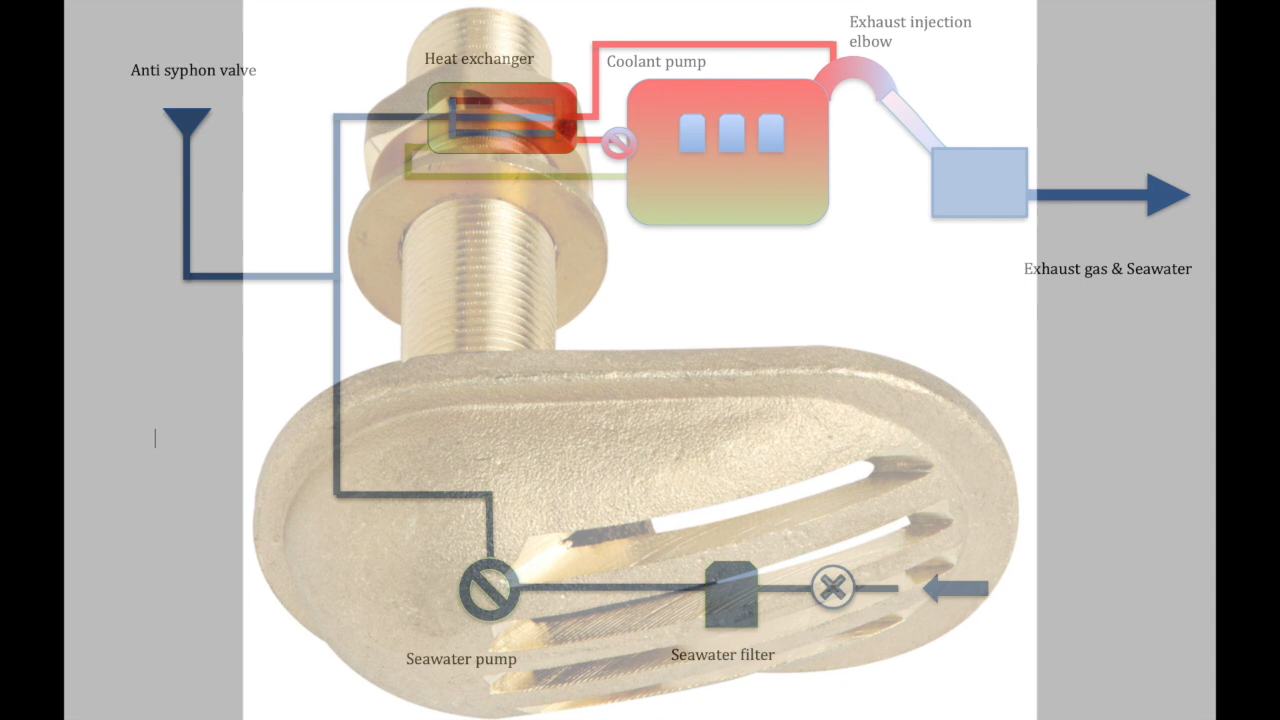 Exhaust injection
elbow
Heat exchanger
Coolant pump
Anti syphon valve
Exhaust gas & Seawater
Seawater pump
Seawater filter